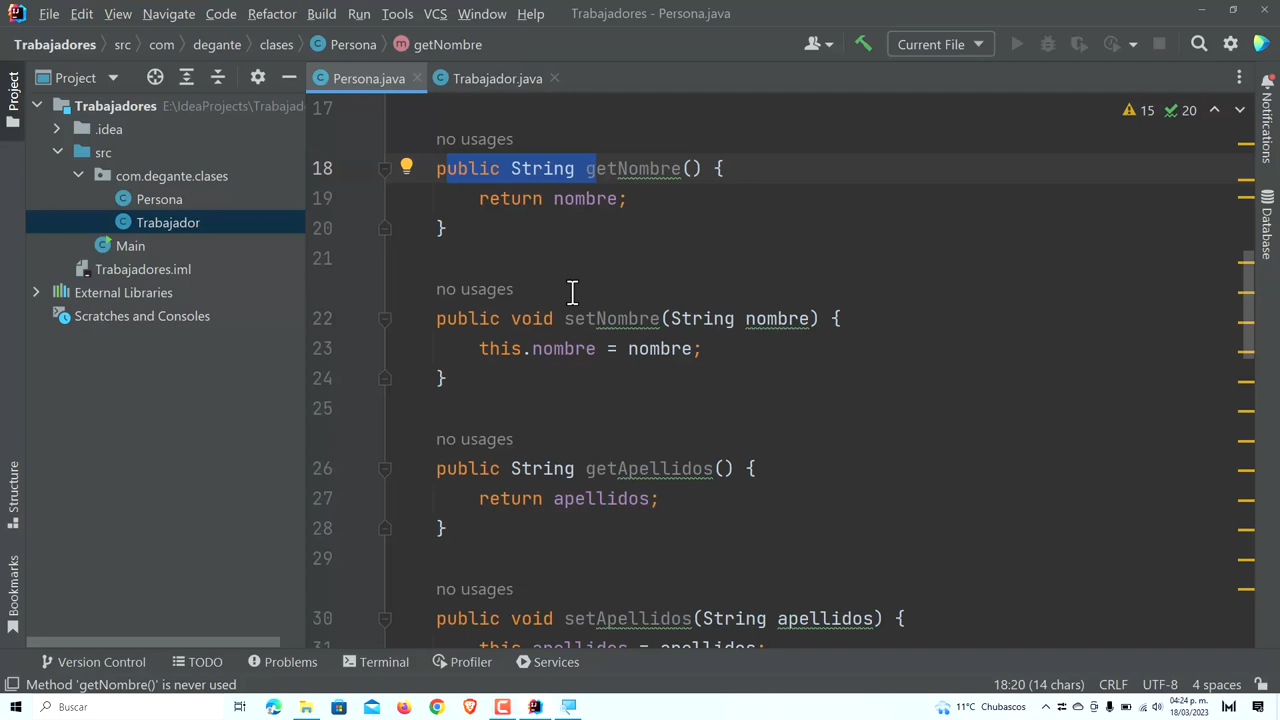 File Edit View Navigate Code Refactor Build Run Tools VCS Window Help Trabajadores - Persona.java
Trabajadores src com degante clases Persona getNombre Current File
Project Persona.java Trabajador.java
Project
Trabajadores E:\IdeaProjects\Trabajad
.idea
src
com.degante.clases
Persona
Trabajador
Main
Trabajadores.iml
External Libraries
Scratches and Consoles
Structure
Bookmarks
17
no usages
18 public String getNombre() {
19 return nombre;
20 }
21
no usages
22 public void setNombre(String nombre) {
23 this.nombre = nombre;
24 }
25
no usages
26 public String getApellidos() {
27 return apellidos;
28 }
29
no usages
30 public void setApellidos(String apellidos) {
31 this.apellidos = apellidos;
15 20
Notifications
Database
Version Control TODO Problems Terminal Profiler Services
Method 'getNombre()' is never used 18:20 (14 chars) CRLF UTF-8 4 spaces
Buscar 11°C Chubascos 04:24 p. m.
18/03/2023